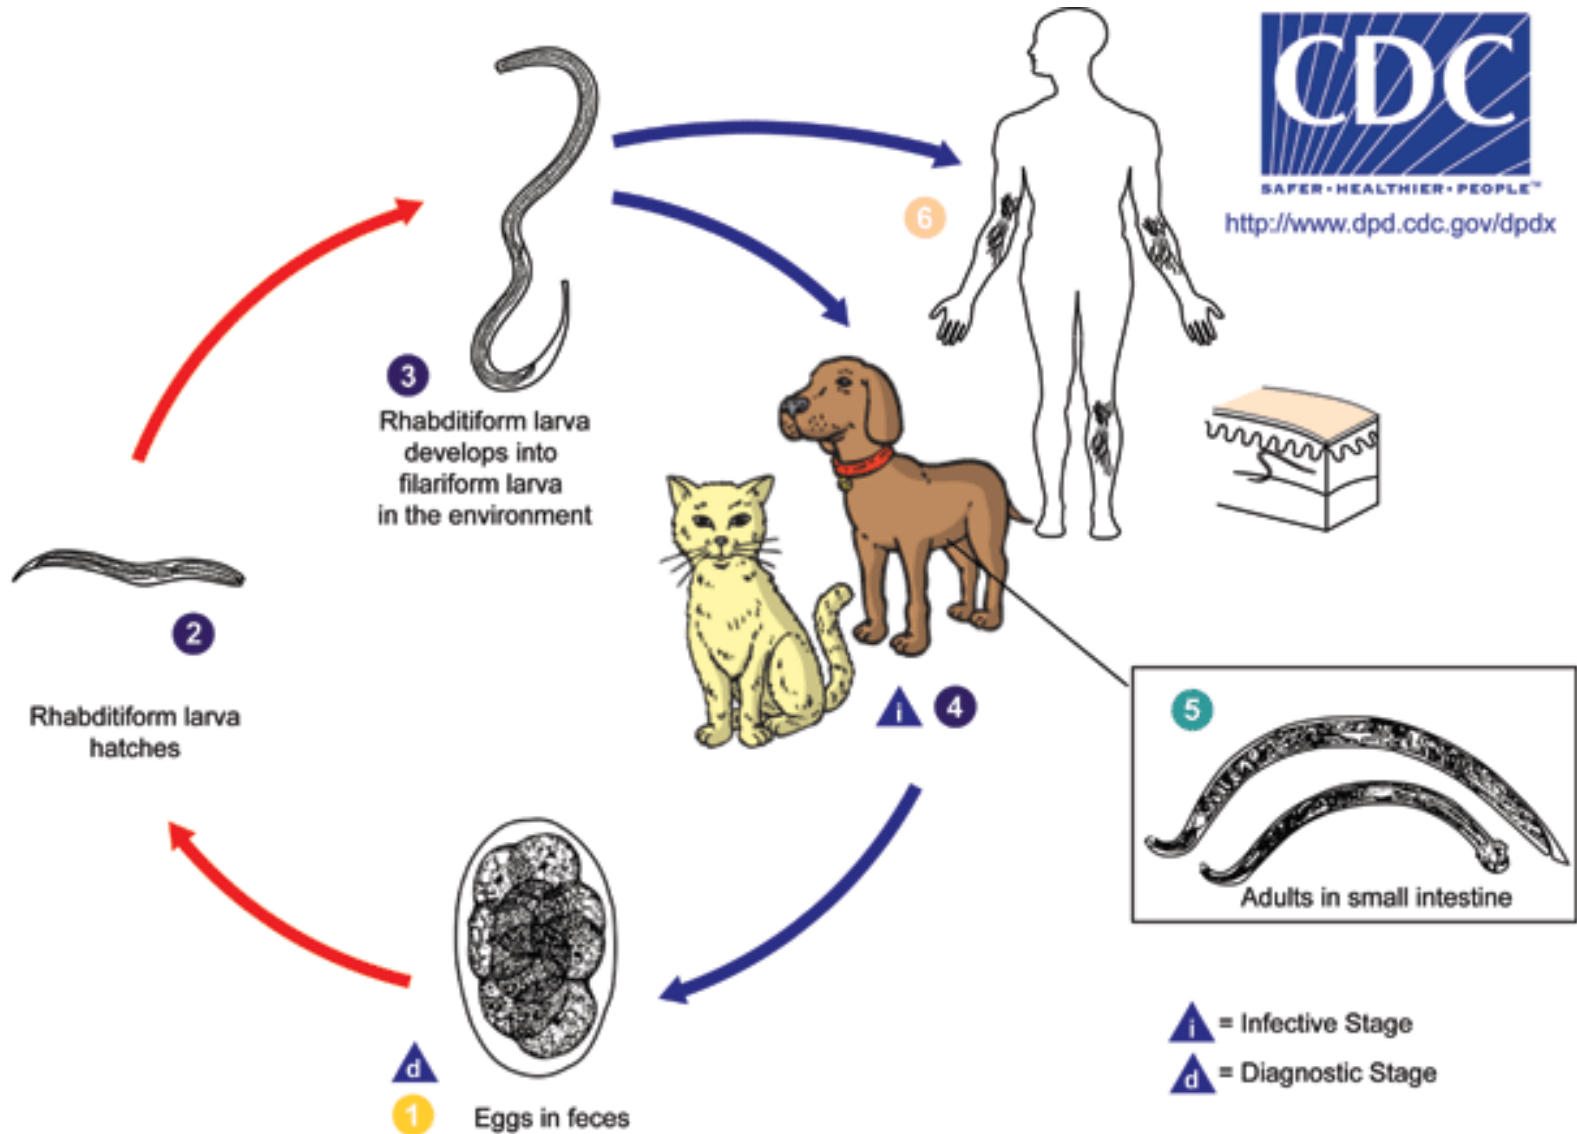 CDC
SAFER•HEALTHIER•PEOPLE™
http://www.dpd.cdc.gov/dpdx
6
3
Rhabditiform larva
develops into
filariform larva
in the environment
2
Rhabditiform larva
hatches
i 4
5
Adults in small intestine
d
1 Eggs in feces
i = Infective Stage
d = Diagnostic Stage